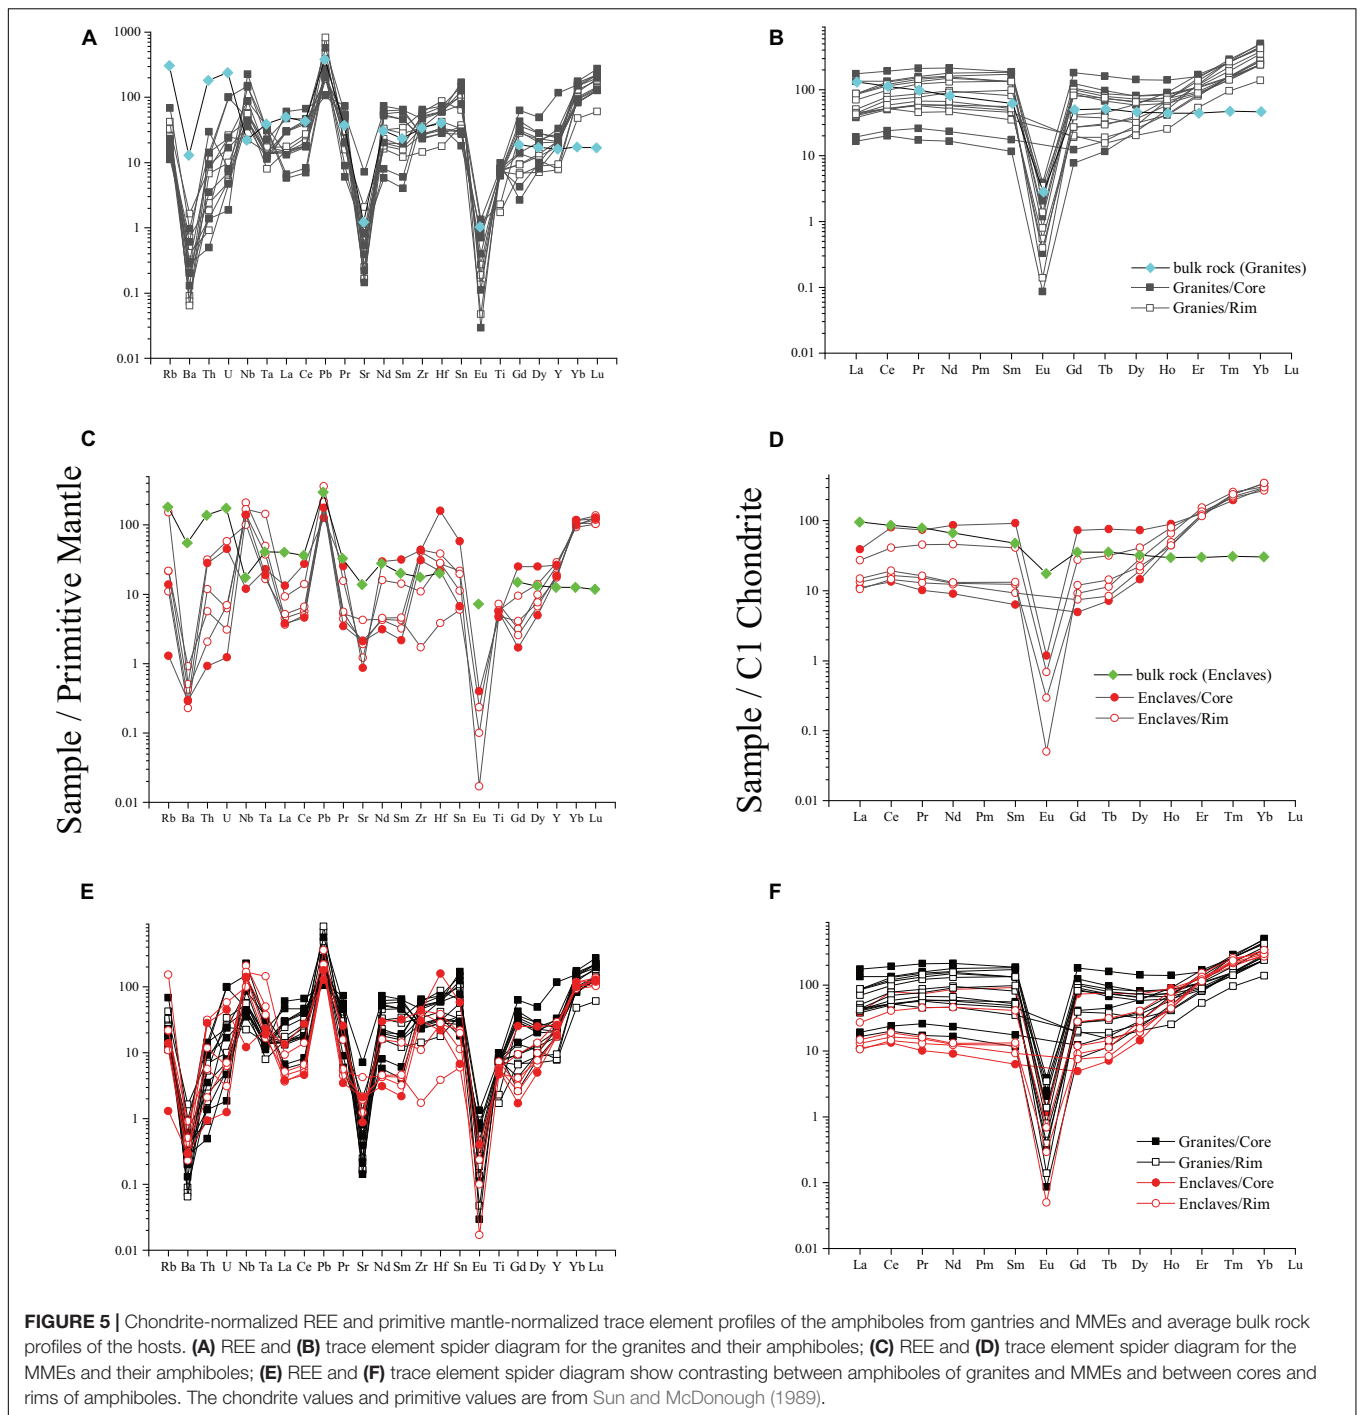 A
1000
100
10
1
0.1
0.01
Rb Ba Th U Nb Ta La Ce Pb Pr Sr Nd Sm Zr Hf Sn Eu Ti Gd Dy Y Yb Lu
B
100
10
1
0.1
0.01
bulk rock (Granites)
Granites/Core
Granies/Rim
La Ce Pr Nd Pm Sm Eu Gd Tb Dy Ho Er Tm Yb Lu
Sample / Primitive Mantle
C
100
10
1
0.1
0.01
Rb Ba Th U Nb Ta La Ce Pb Pr Sr Nd Sm Zr Hf Sn Eu Ti Gd Dy Y Yb Lu
Sample / C1 Chondrite
D
100
10
1
0.1
0.01
bulk rock (Enclaves)
Enclaves/Core
Enclaves/Rim
La Ce Pr Nd Pm Sm Eu Gd Tb Dy Ho Er Tm Yb Lu
E
100
10
1
0.1
0.01
Rb Ba Th U Nb Ta La Ce Pb Pr Sr Nd Sm Zr Hf Sn Eu Ti Gd Dy Y Yb Lu
F
100
10
1
0.1
0.01
Granites/Core
Granies/Rim
Enclaves/Core
Enclaves/Rim
La Ce Pr Nd Pm Sm Eu Gd Tb Dy Ho Er Tm Yb Lu
FIGURE 5 | Chondrite-normalized REE and primitive mantle-normalized trace element profiles of the amphiboles from gantries and MMEs and average bulk rock
profiles of the hosts. (A) REE and (B) trace element spider diagram for the granites and their amphiboles; (C) REE and (D) trace element spider diagram for the
MMEs and their amphiboles; (E) REE and (F) trace element spider diagram show contrasting between amphiboles of granites and MMEs and between cores and
rims of amphiboles. The chondrite values and primitive values are from Sun and McDonough (1989).